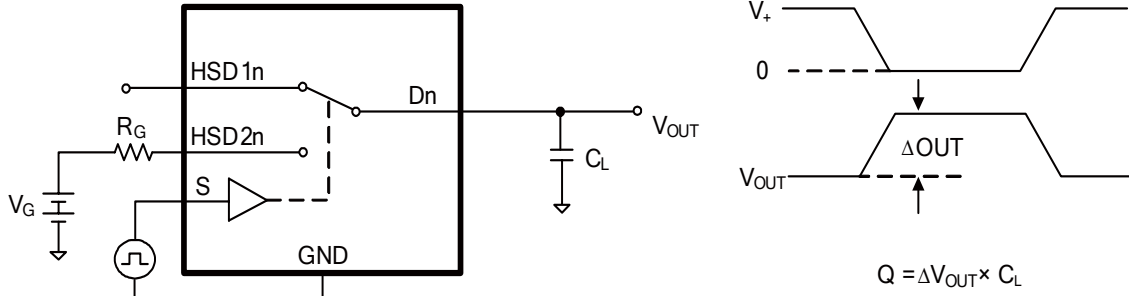 V+
0
HSD1n
Dn
VOUT
RG
HSD2n
CL
ΔOUT
VOUT
S
VG
GND
Q = ΔVOUT × CL